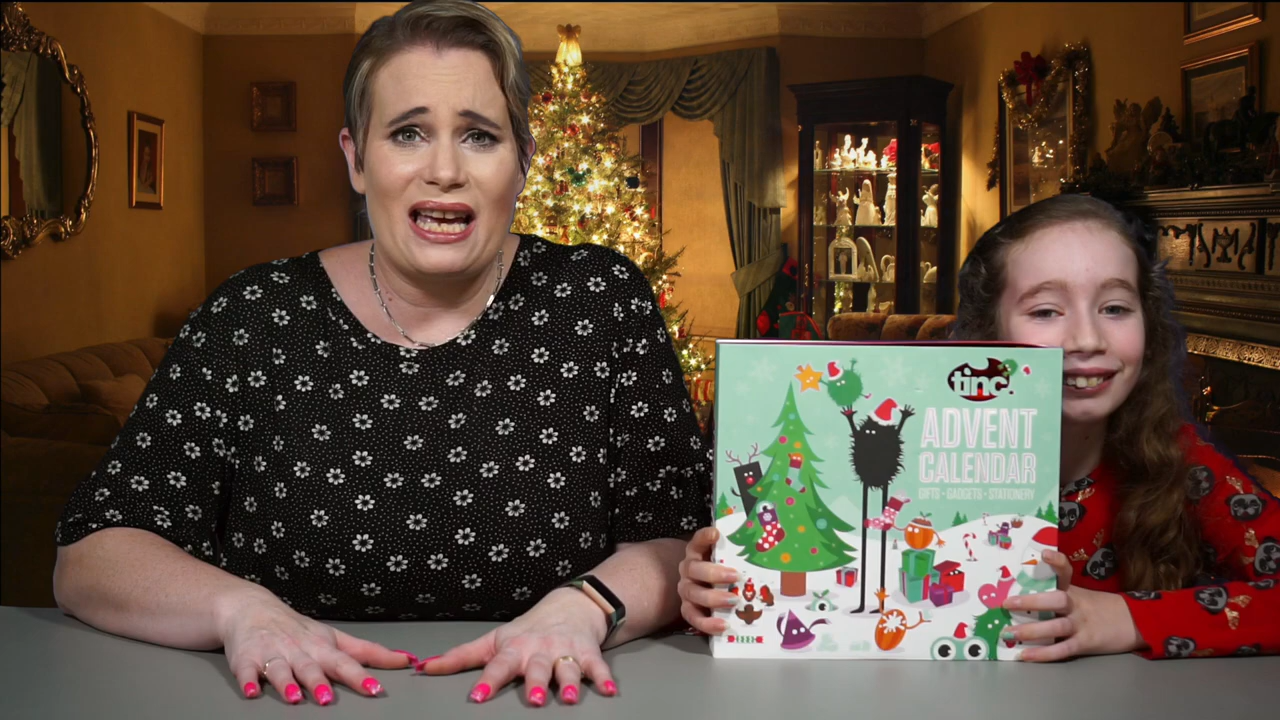 tinc
ADVENT
CALENDAR
GIFTS • GADGETS • STATIONERY